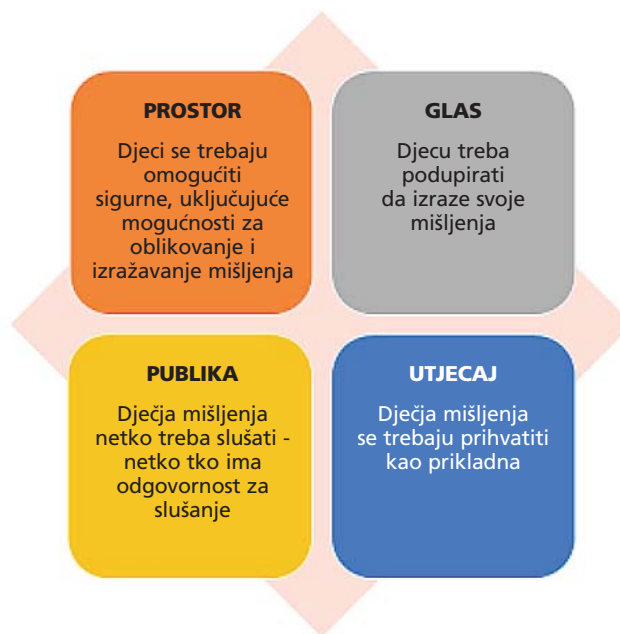 PROSTOR
Djeci se trebaju
omogućiti
sigurne, uključujuće
mogućnosti za
oblikovanje i
izražavanje mišljenja
GLAS
Djecu treba
podupirati
da izraze svoje
mišljenja
PUBLIKA
Dječja mišljenja
netko treba slušati -
netko tko ima
odgovornost za
slušanje
UTJECAJ
Dječja mišljenja
se trebaju prihvatiti
kao prikladna